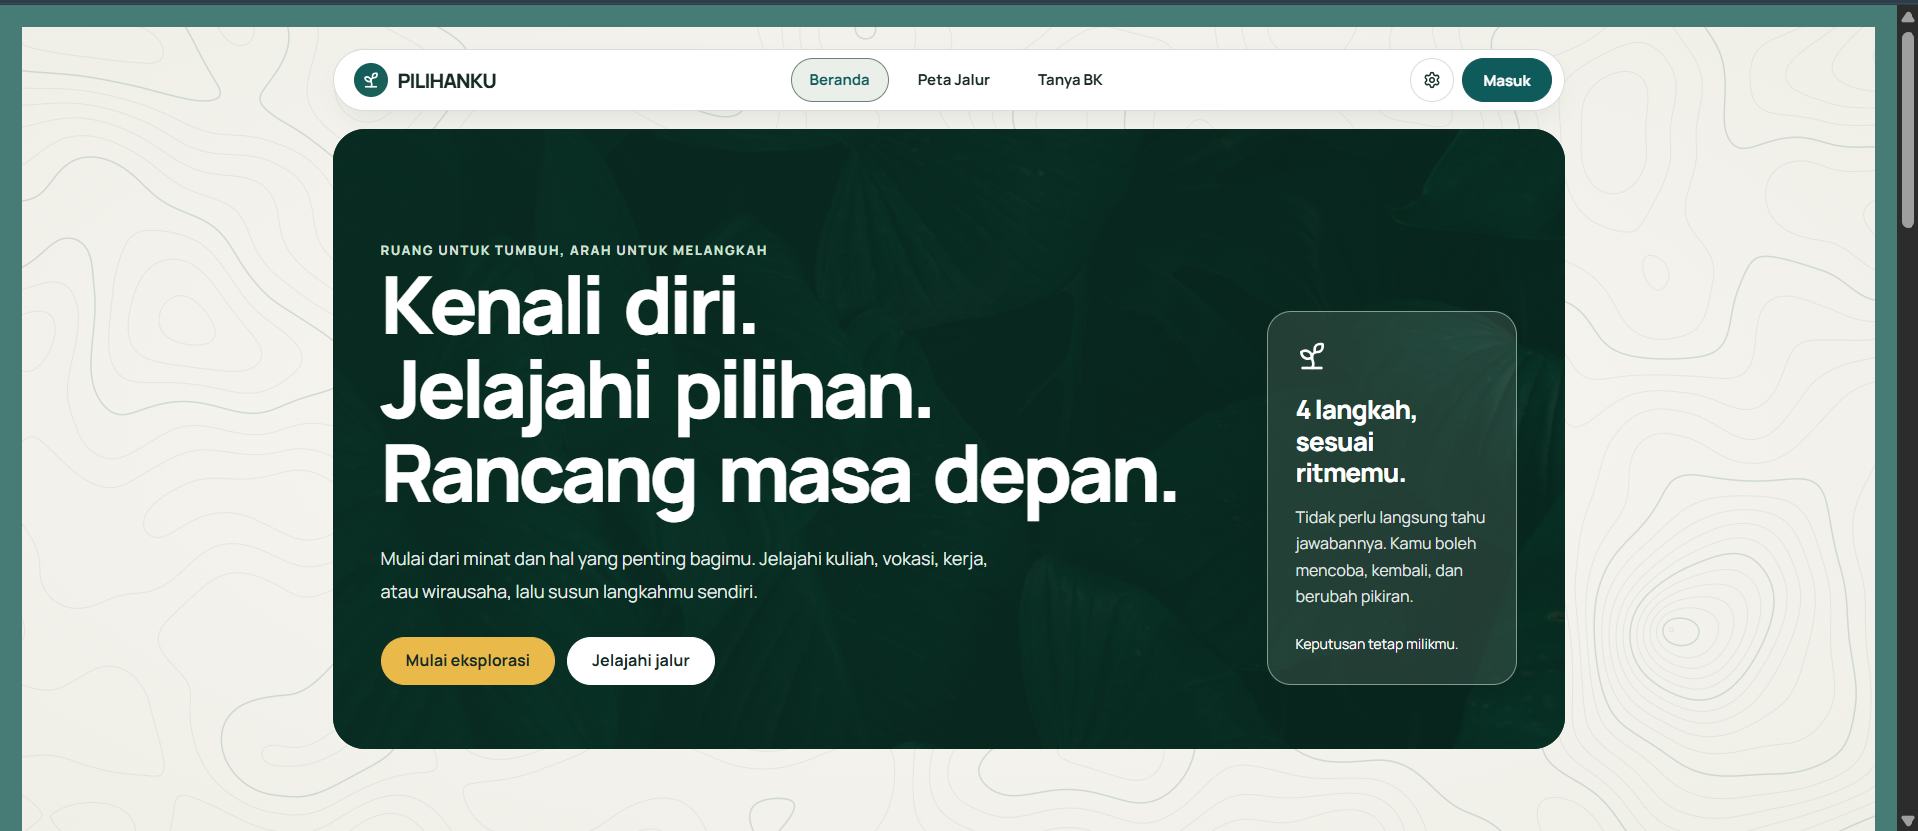 PILIHANKU
Beranda
Peta Jalur
Tanya BK
Masuk
RUANG UNTUK TUMBUH, ARAH UNTUK MELANGKAH
Kenali diri.
Jelajahi pilihan.
Rancang masa depan.
Mulai dari minat dan hal yang penting bagimu. Jelajahi kuliah, vokasi, kerja,
atau wirausaha, lalu susun langkahmu sendiri.
Mulai eksplorasi
Jelajahi jalur
4 langkah,
sesuai
ritmemu.
Tidak perlu langsung tahu
jawabannya. Kamu boleh
mencoba, kembali, dan
berubah pikiran.
Keputusan tetap milikmu.